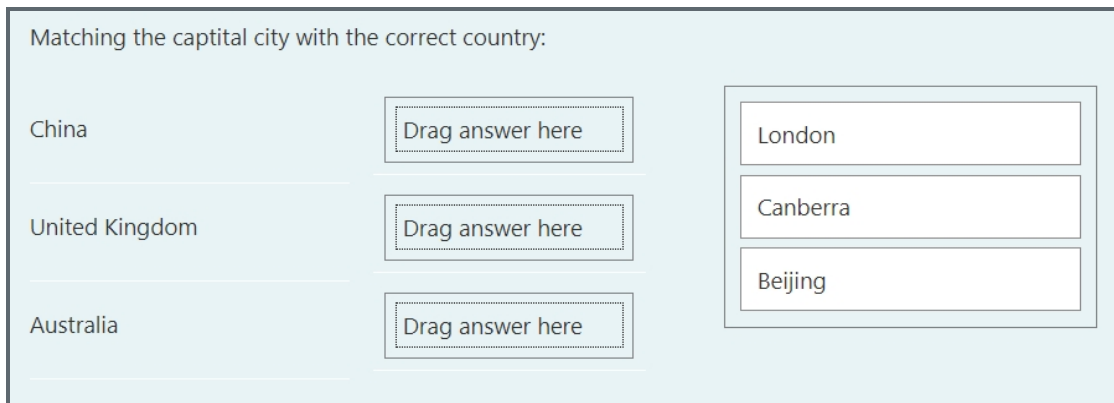 Matching the captital city with the correct country:
China
Drag answer here
London
United Kingdom
Drag answer here
Canberra
Beijing
Australia
Drag answer here